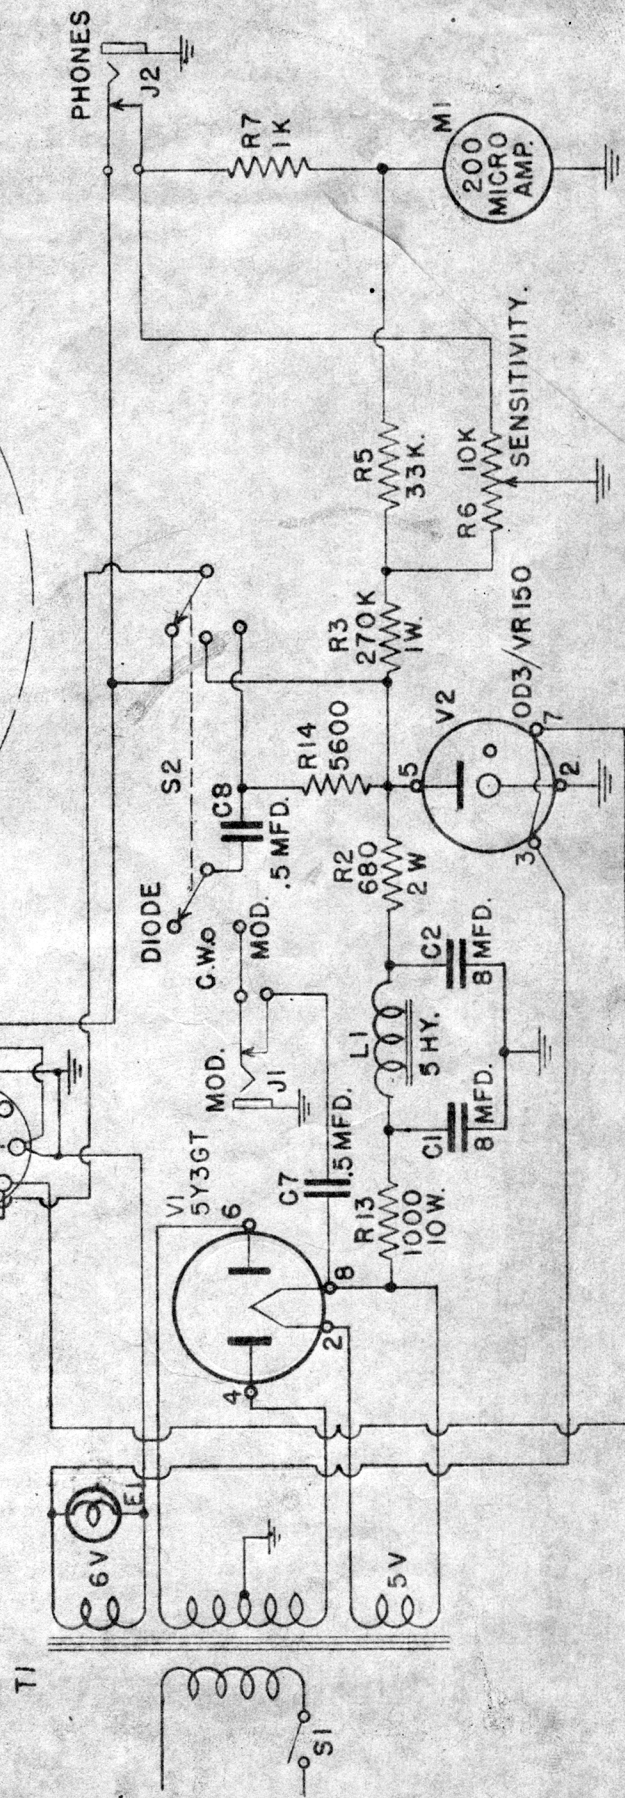 PHONES
J2
R7
1K
M1
200
MICRO
AMP.
SENSITIVITY.
R5
33K.
R6 10K
R3
270K
1W.
OD3/VR150
V2
5
7
2
3
S2
R14
5600
C8
.5 MFD.
DIODE
C.W.
MOD.
R2
680
2 W
C2
8 MFD.
L1
5 HY.
C1
8 MFD.
MOD.
J1
C7
.5 MFD.
R13
1000
10W.
V1
5Y3GT
6
8
2
4
E1
6V
5V
T1
S1